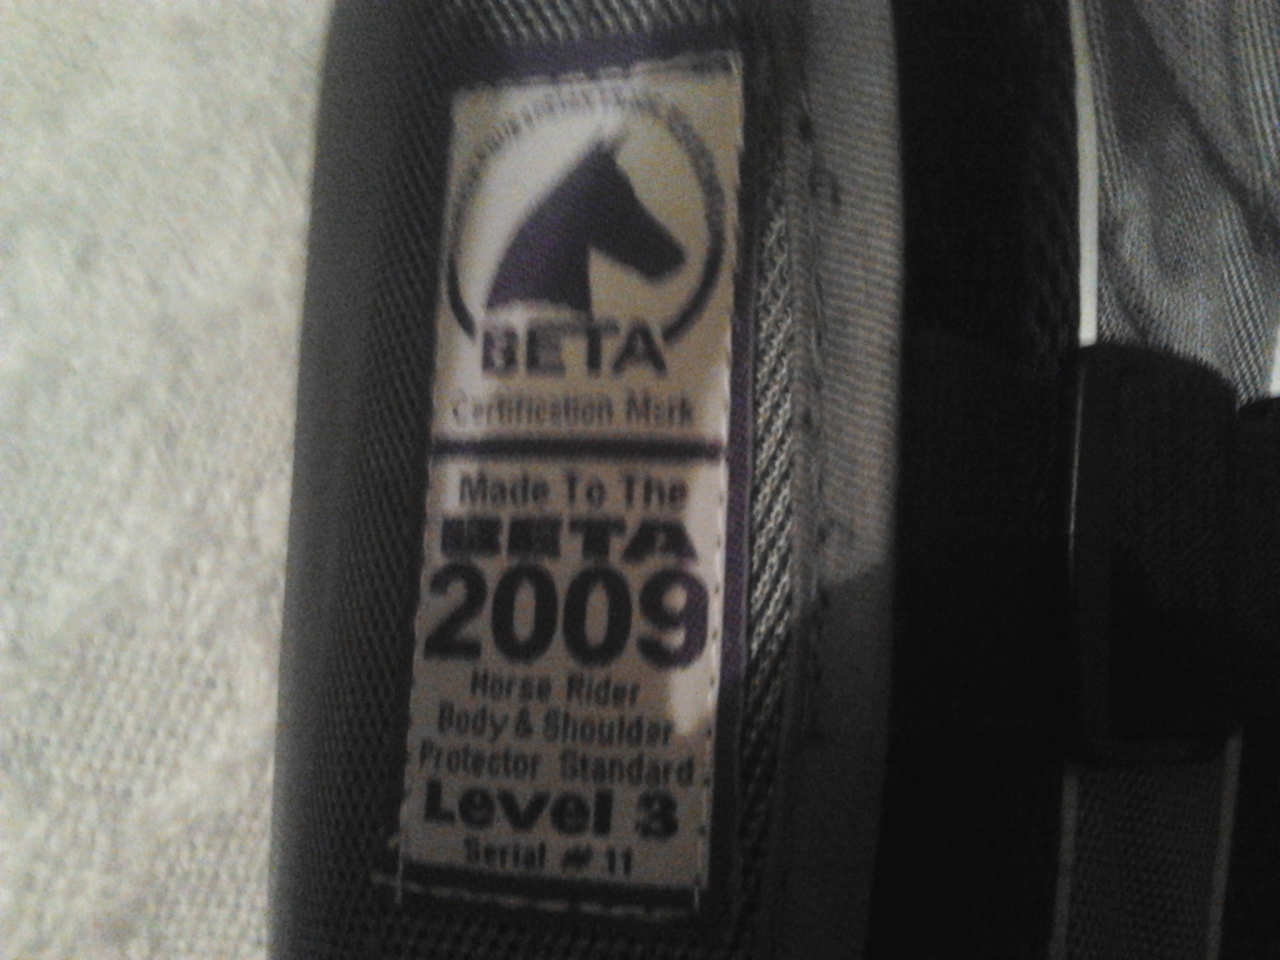 BETA
Certification Mark
Made To The
BETA
2009
Horse Rider
Body & Shoulder
Protector Standard
Level 3
Serial # 11